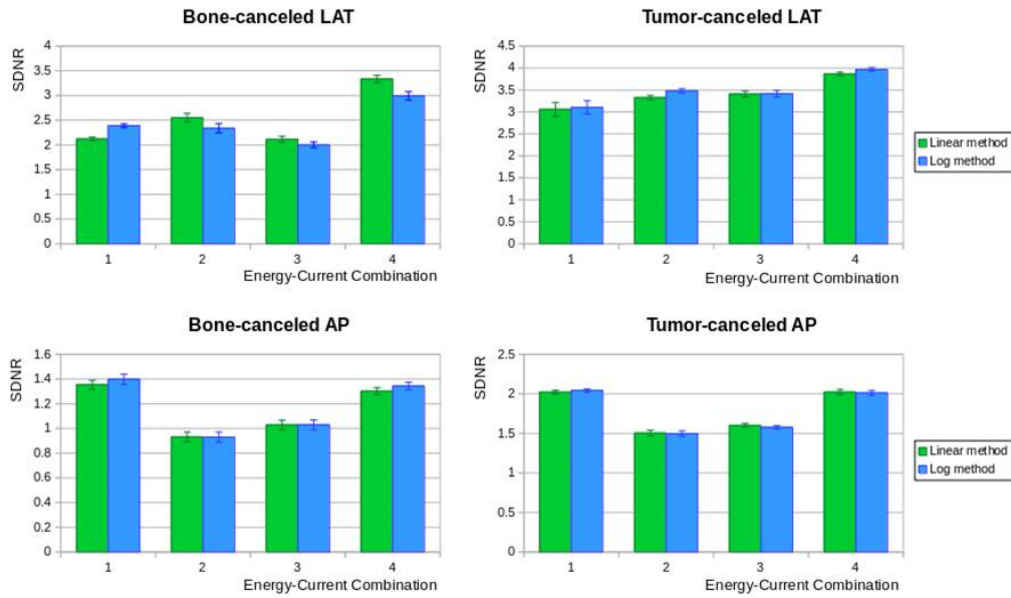 Bone-canceled LAT
SDNR
4
3.5
3
2.5
2
1.5
1
0.5
0
1 2 3 4
Energy-Current Combination
Tumor-canceled LAT
SDNR
4.5
4
3.5
3
2.5
2
1.5
1
0.5
0
1 2 3 4
Energy-Current Combination
Linear method
Log method
Bone-canceled AP
SDNR
1.6
1.4
1.2
1
0.8
0.6
0.4
0.2
0
1 2 3 4
Energy-Current Combination
Tumor-canceled AP
SDNR
2.5
2
1.5
1
0.5
0
1 2 3 4
Energy-Current Combination
Linear method
Log method